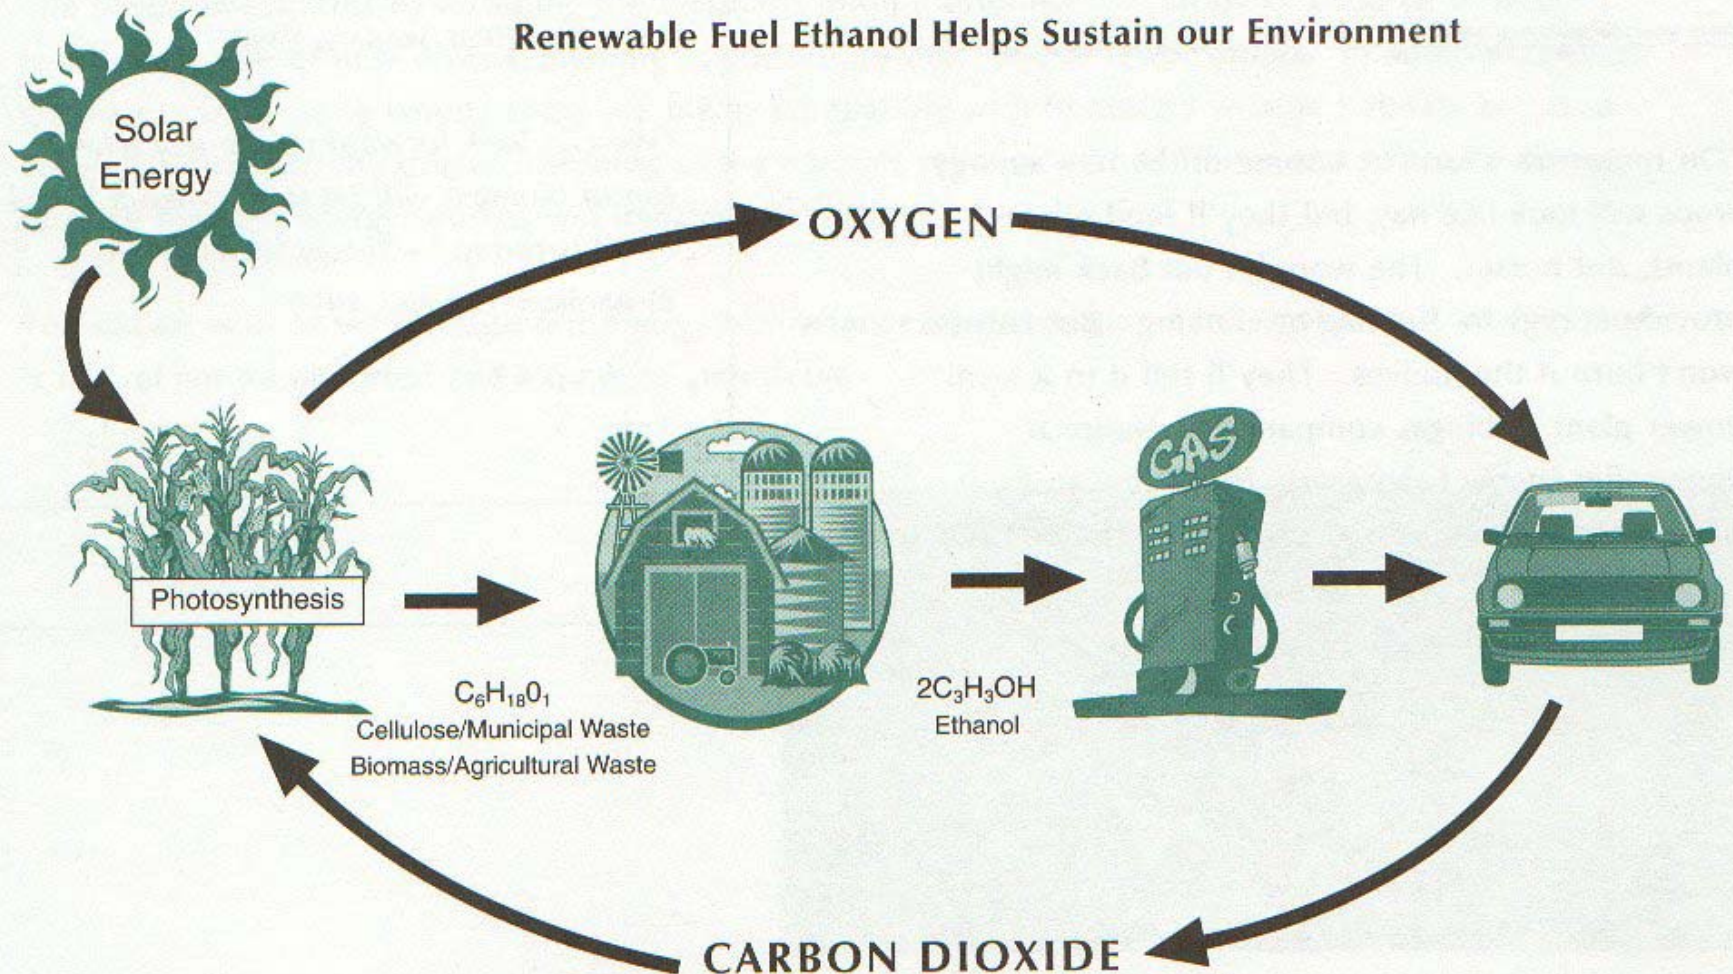 Renewable Fuel Ethanol Helps Sustain our Environment
Solar
Energy
OXYGEN
GAS
Photosynthesis
C₆H₁₈0₁
Cellulose/Municipal Waste
Biomass/Agricultural Waste
2C₃H₃OH
Ethanol
CARBON DIOXIDE